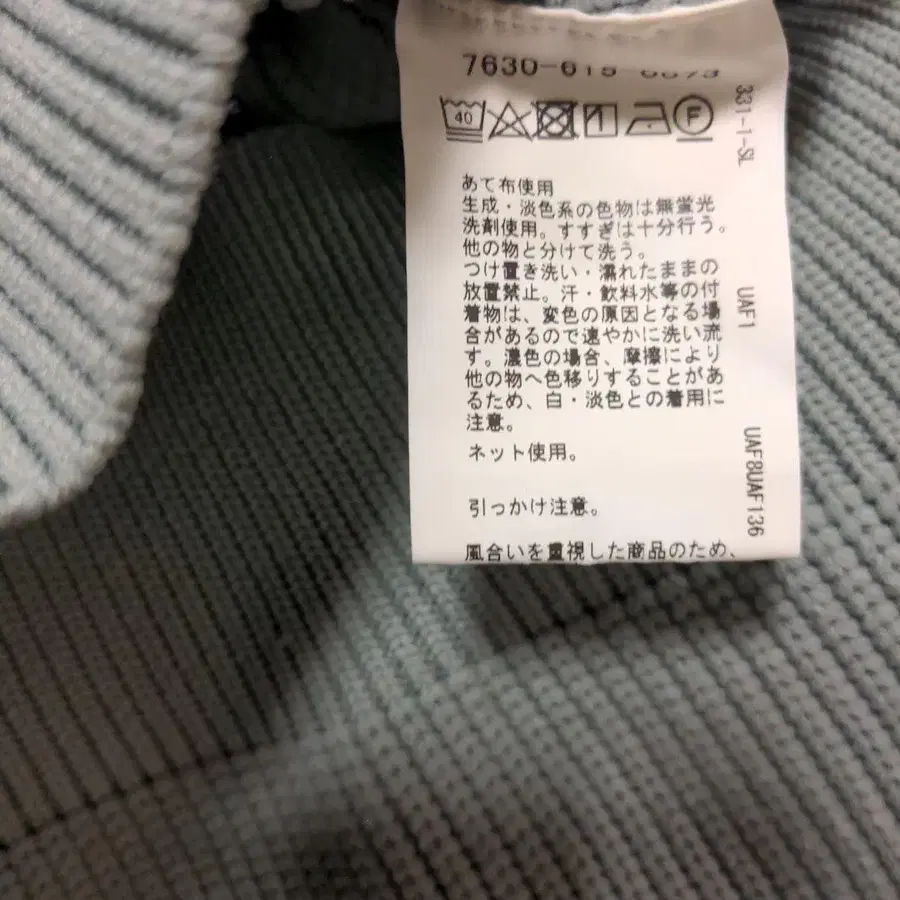 7630-615-
40
F
331-1-SL
あて布使用
生成・淡色系の色物は無蛍光
洗剤使用。すすぎは十分行う。
他の物と分けて洗う。
つけ置き洗い・濡れたままの
放置禁止。汗・飲料水等の付
着物は、変色の原因となる場
合があるので速やかに洗い流
す。濃色の場合、摩擦により
他の物へ色移りすることがあ
るため、白・淡色との着用に
注意。
ネット使用。
引っかけ注意。
風合いを重視した商品のため、
UAF1
UAF8UAF136